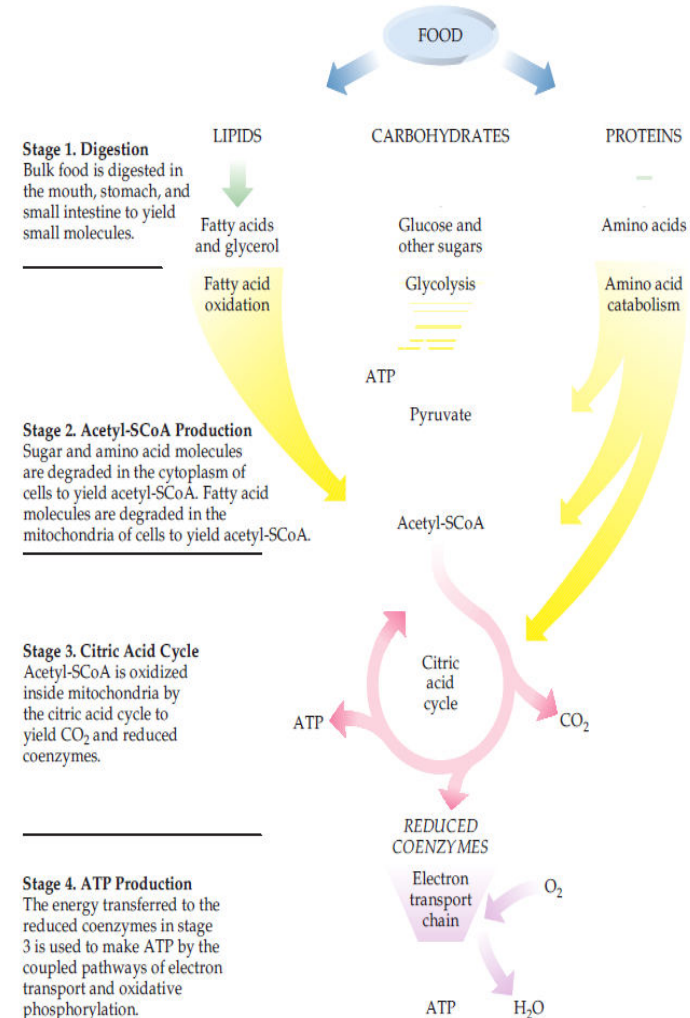 FOOD
LIPIDS
CARBOHYDRATES
PROTEINS
Stage 1. Digestion
Bulk food is digested in
the mouth, stomach, and
small intestine to yield
small molecules.
Fatty acids
and glycerol
Glucose and
other sugars
Amino acids
Fatty acid
oxidation
Glycolysis
Amino acid
catabolism
ATP
Pyruvate
Stage 2. Acetyl-SCoA Production
Sugar and amino acid molecules
are degraded in the cytoplasm of
cells to yield acetyl-SCoA. Fatty acid
molecules are degraded in the
mitochondria of cells to yield acetyl-SCoA.
Acetyl-SCoA
Stage 3. Citric Acid Cycle
Acetyl-SCoA is oxidized
inside mitochondria by
the citric acid cycle to
yield CO₂ and reduced
coenzymes.
Citric
acid
cycle
ATP
CO₂
REDUCED
COENZYMES
Stage 4. ATP Production
The energy transferred to the
reduced coenzymes in stage
3 is used to make ATP by the
coupled pathways of electron
transport and oxidative
phosphorylation.
Electron
transport
chain
O₂
ATP
H₂O